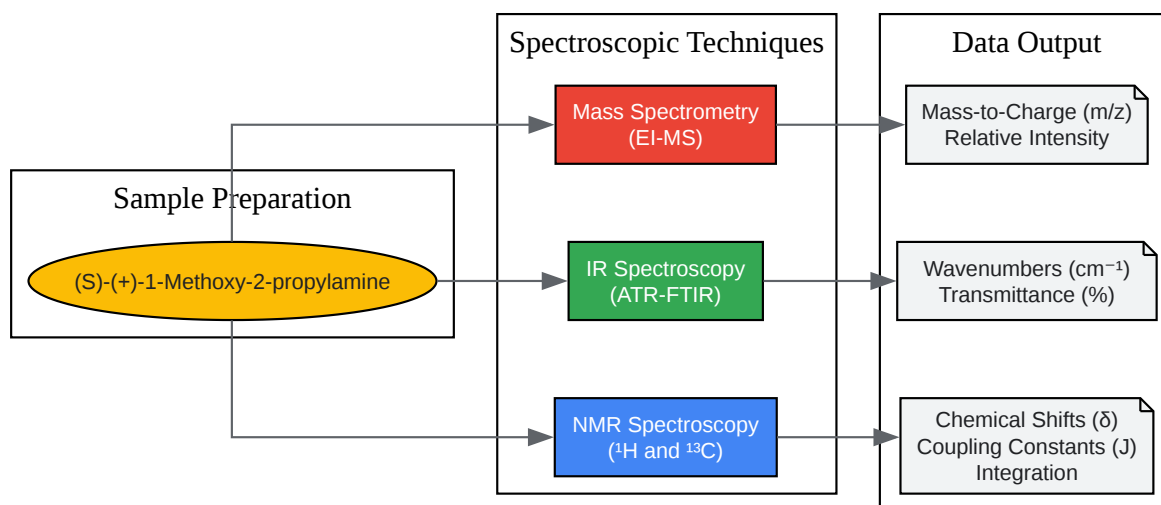 Spectroscopic Techniques
Data Output
Mass Spectrometry
(EI-MS)
Mass-to-Charge (m/z)
Relative Intensity
Sample Preparation
(S)-(+)-1-Methoxy-2-propylamine
IR Spectroscopy
(ATR-FTIR)
Wavenumbers (cm⁻¹)
Transmittance (%)
NMR Spectroscopy
(¹H and ¹³C)
Chemical Shifts (δ)
Coupling Constants (J)
Integration